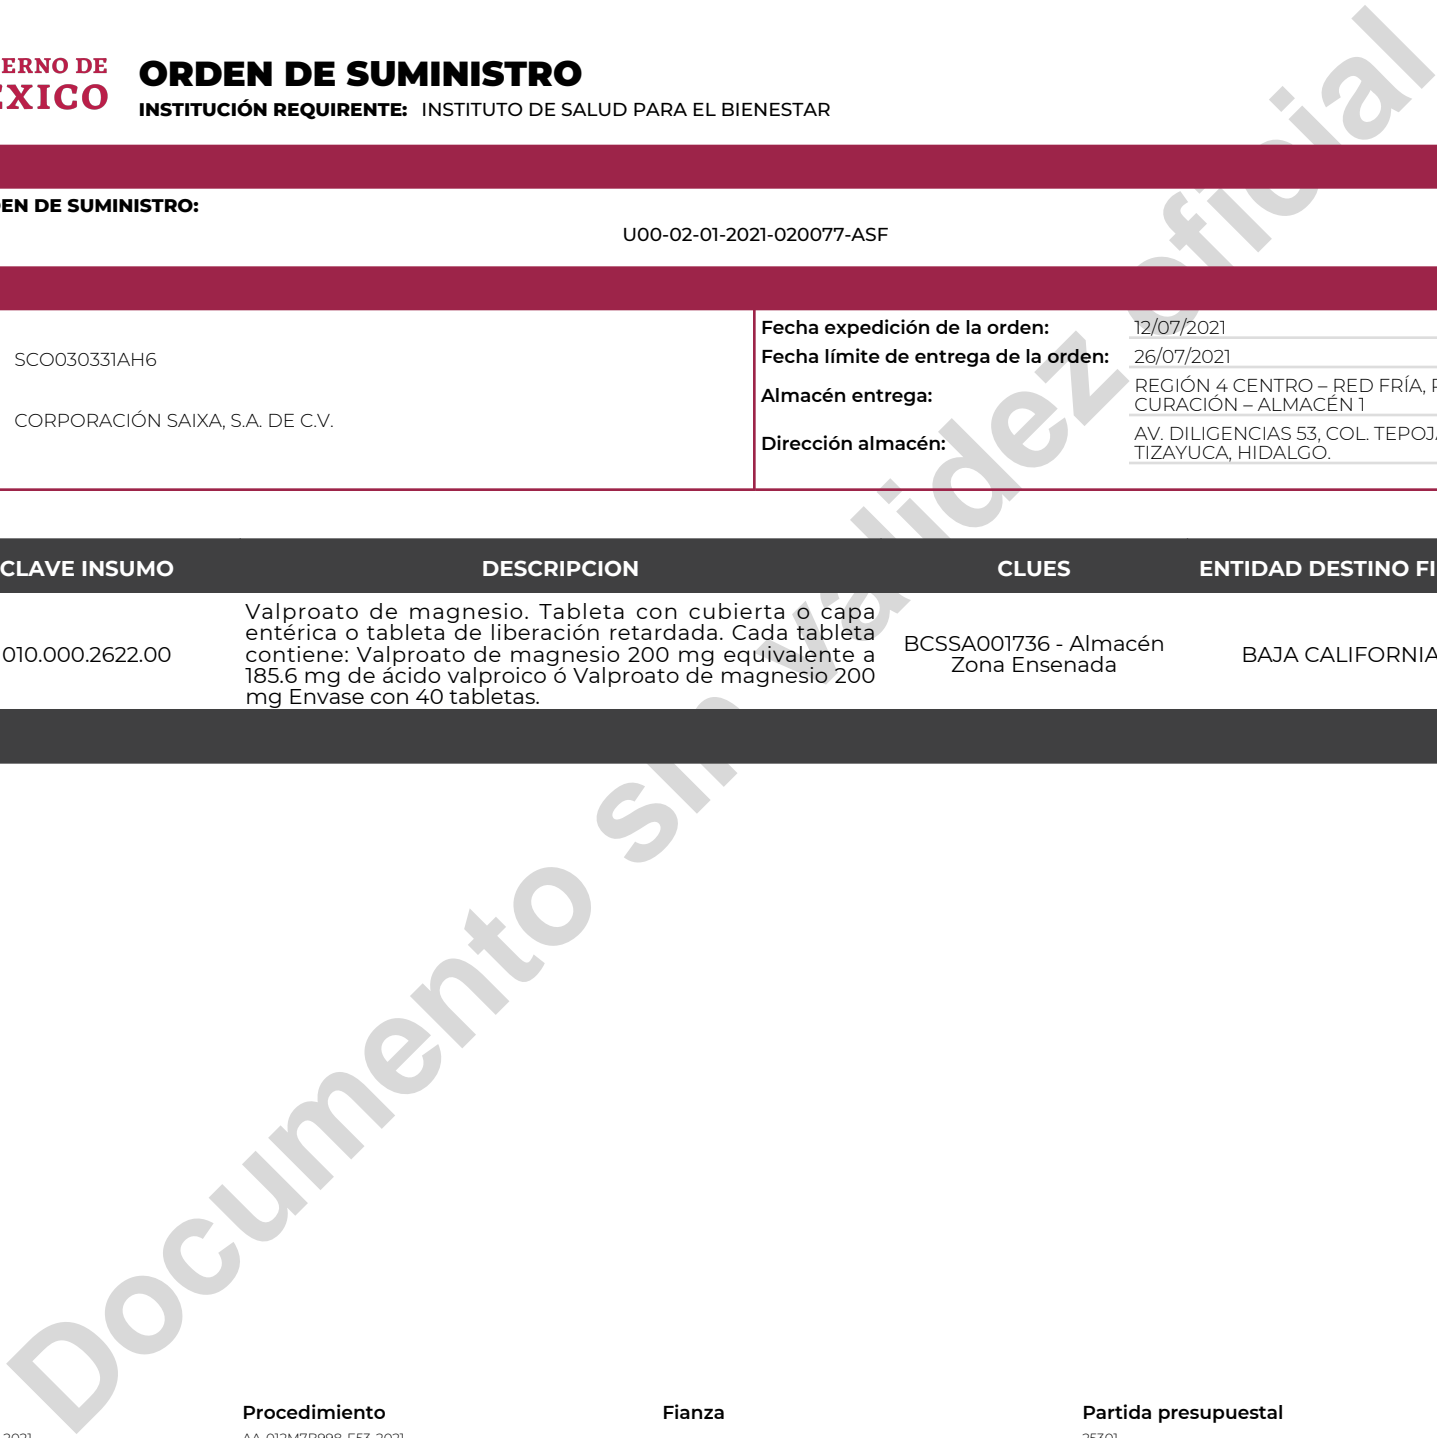 ERNO DE
ÉXICO
ORDEN DE SUMINISTRO
INSTITUCIÓN REQUIRENTE: INSTITUTO DE SALUD PARA EL BIENESTAR
EN DE SUMINISTRO:
U00-02-01-2021-020077-ASF
SCO030331AH6
CORPORACIÓN SAIXA, S.A. DE C.V.
Fecha expedición de la orden: 12/07/2021
Fecha límite de entrega de la orden: 26/07/2021
Almacén entrega: REGIÓN 4 CENTRO – RED FRÍA,
CURACIÓN – ALMACÉN 1
Dirección almacén: AV. DILIGENCIAS 53, COL. TEPOJA
TIZAYUCA, HIDALGO.
CLAVE INSUMO DESCRIPCION CLUES ENTIDAD DESTINO FI
010.000.2622.00
Valproato de magnesio. Tableta con cubierta o capa
entérica o tableta de liberación retardada. Cada tableta
contiene: Valproato de magnesio 200 mg equivalente a
185.6 mg de ácido valproico ó Valproato de magnesio 200
mg Envase con 40 tabletas.
BCSSA001736 - Almacén
Zona Ensenada
BAJA CALIFORNIA
Documento sin validez oficial
Procedimiento Fianza Partida presupuestal